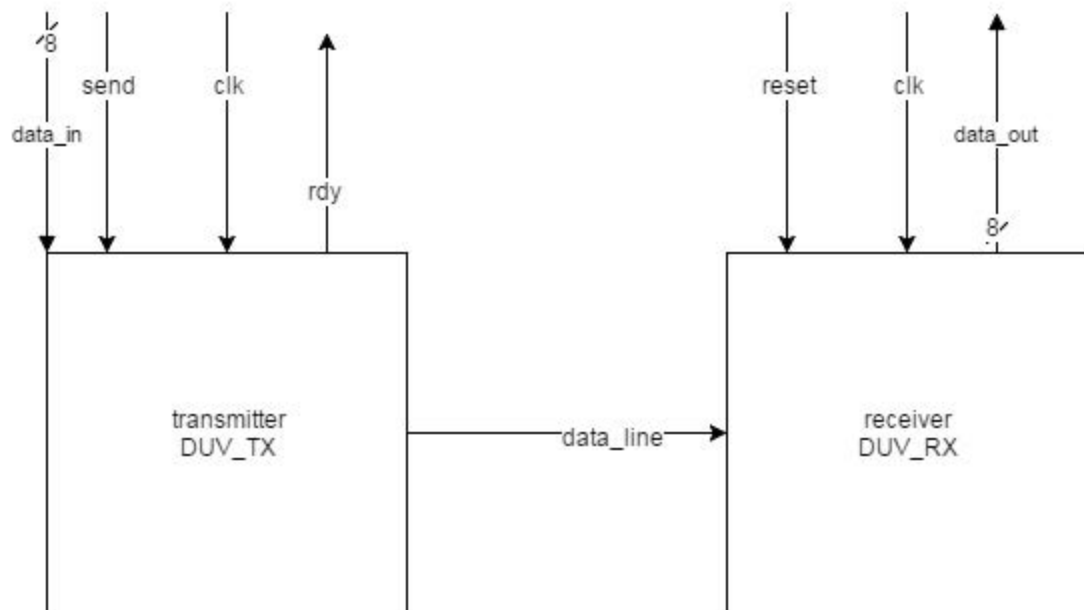 8
send
clk
reset
clk
data_in
data_out
rdy
8
transmitter
DUV_TX
data_line
receiver
DUV_RX